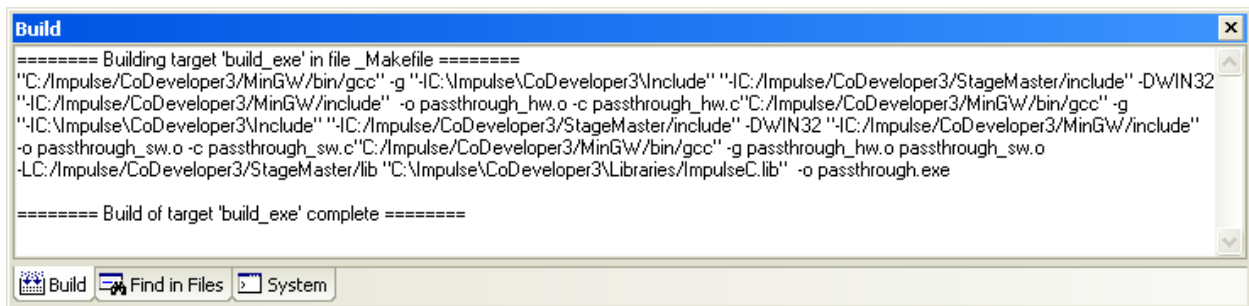 Build
======== Building target 'build_exe' in file _Makefile ========
"C:/Impulse/CoDeveloper3/MinGW/bin/gcc" -g "-IC:\Impulse\CoDeveloper3\Include" "-IC:/Impulse/CoDeveloper3/StageMaster/include" -DWIN32
"-IC:/Impulse/CoDeveloper3/MinGW/include"  -o passthrough_hw.o -c passthrough_hw.c"C:/Impulse/CoDeveloper3/MinGW/bin/gcc" -g
"-IC:\Impulse\CoDeveloper3\Include" "-IC:/Impulse/CoDeveloper3/StageMaster/include" -DWIN32 "-IC:/Impulse/CoDeveloper3/MinGW/include"
-o passthrough_sw.o -c passthrough_sw.c"C:/Impulse/CoDeveloper3/MinGW/bin/gcc" -g passthrough_hw.o passthrough_sw.o
-LC:/Impulse/CoDeveloper3/StageMaster/lib "C:\Impulse\CoDeveloper3\Libraries/ImpulseC.lib"  -o passthrough.exe
======== Build of target 'build_exe' complete ========
Build Find in Files System